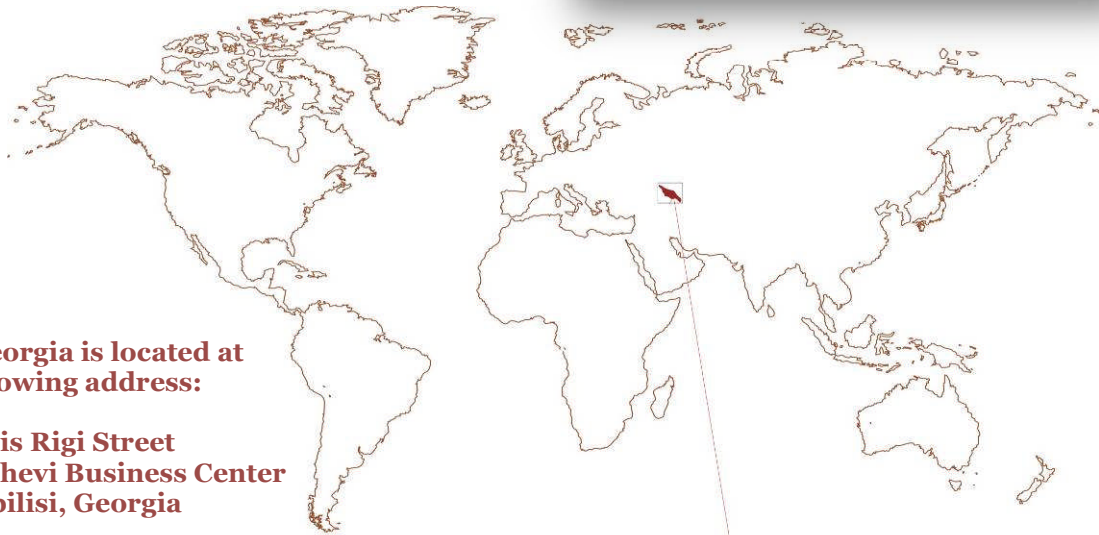 eorgia is located at
owing address:
is Rigi Street
hevi Business Center
bilisi, Georgia